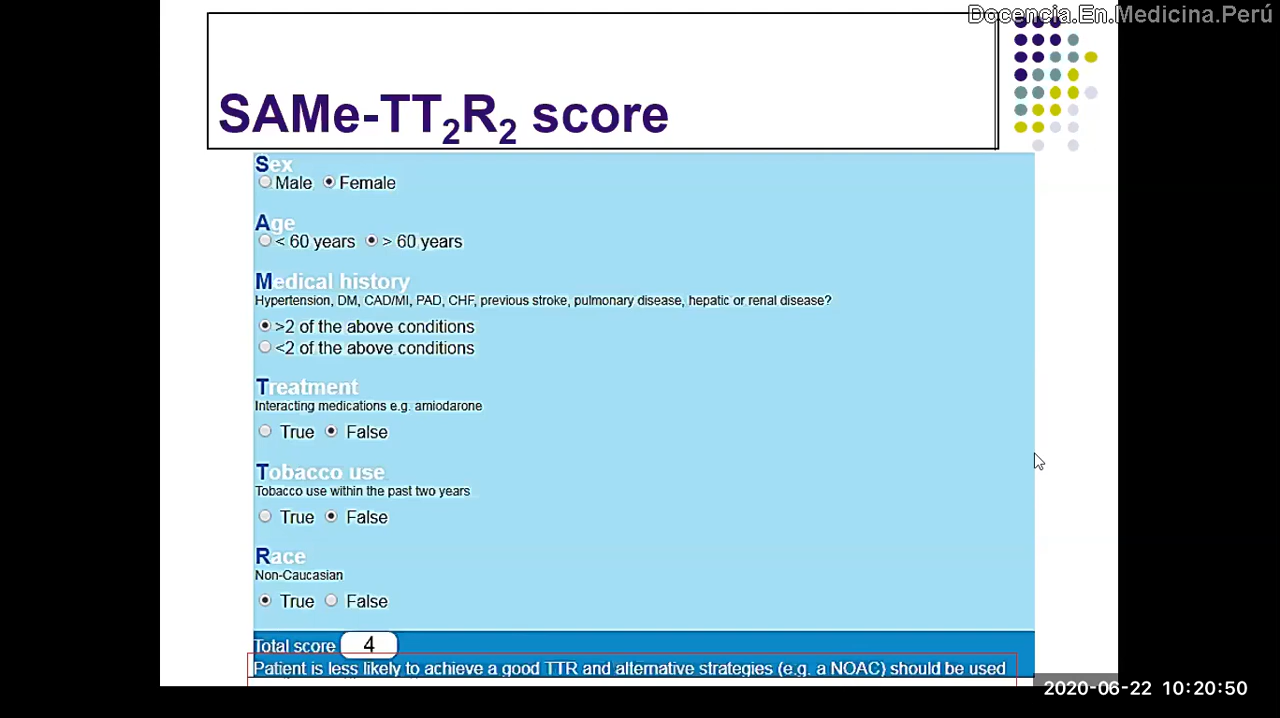 Docencia.En.Medicina.Perú
SAMe-TT2R2 score
Sex
Male Female
Age
< 60 years > 60 years
Medical history
Hypertension, DM, CAD/MI, PAD, CHF, previous stroke, pulmonary disease, hepatic or renal disease?
>2 of the above conditions
<2 of the above conditions
Treatment
Interacting medications e.g. amiodarone
True False
Tobacco use
Tobacco use within the past two years
True False
Race
Non-Caucasian
True False
Total score 4
Patient is less likely to achieve a good TTR and alternative strategies (e.g. a NOAC) should be used
2020-06-22 10:20:50